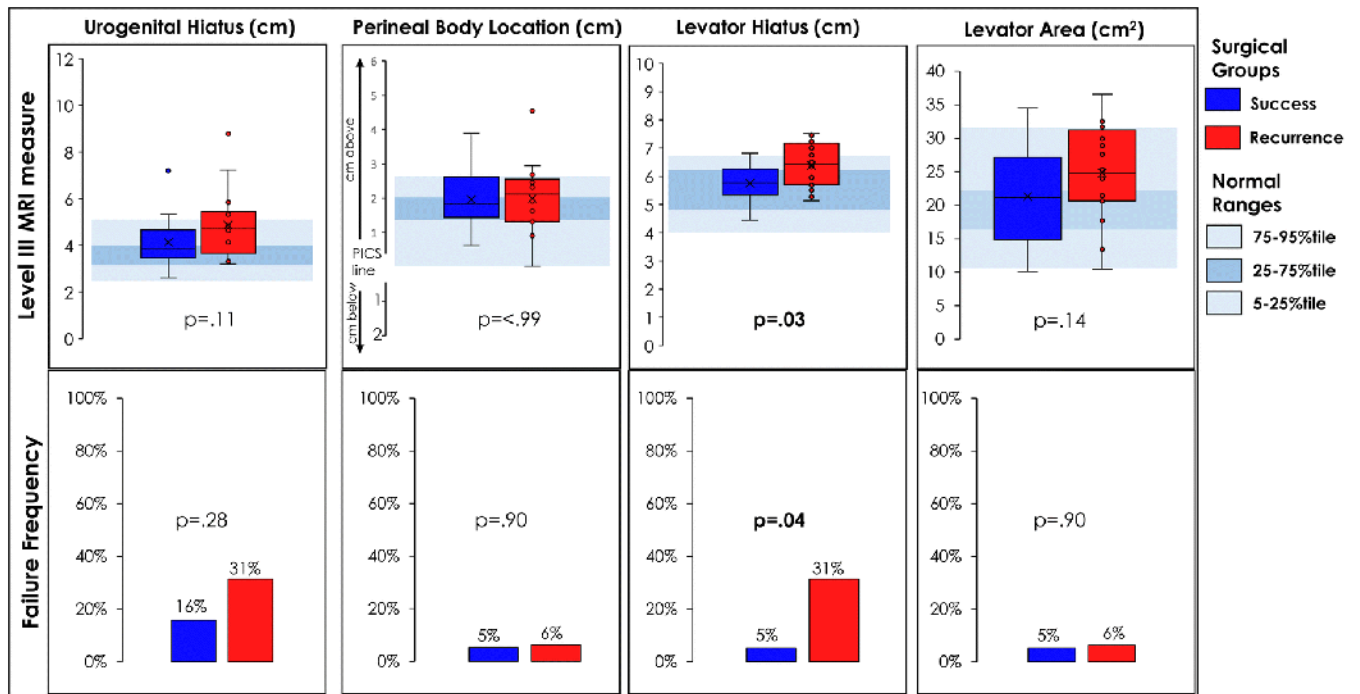 Urogenital Hiatus (cm)
Perineal Body Location (cm)
Levator Hiatus (cm)
Levator Area (cm²)
Level III MRI measure
12
10
8
6
4
2
0
p=.11
6
5
4
3
2
1
0
1
2
cm above
PICS
line
cm below
p=<.99
10
9
8
7
6
5
4
3
2
1
0
p=.03
40
35
30
25
20
15
10
5
0
p=.14
Surgical
Groups
Success
Recurrence
Normal
Ranges
75-95%tile
25-75%tile
5-25%tile
Failure Frequency
100%
80%
60%
40%
20%
0%
p=.28
16%
31%
100%
80%
60%
40%
20%
0%
p=.90
5%
6%
100%
80%
60%
40%
20%
0%
p=.04
5%
31%
100%
80%
60%
40%
20%
0%
p=.90
5%
6%